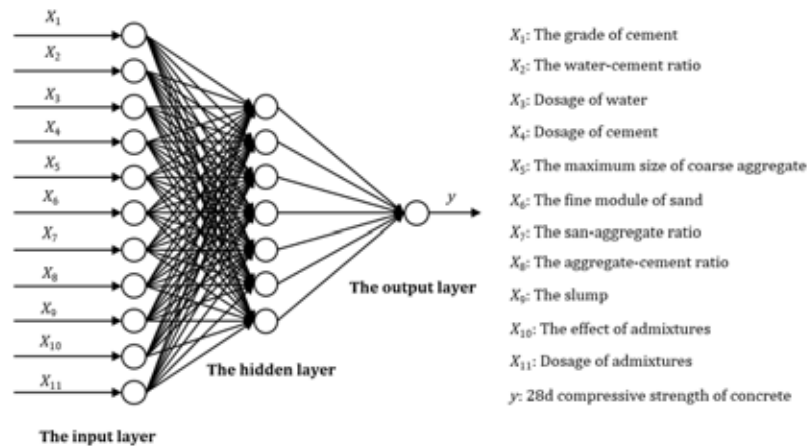 X₁
X₂
X₃
X₄
X₅
X₆
X₇
X₈
X₉
X₁₀
X₁₁
The input layer
The hidden layer
The output layer
y
X₁: The grade of cement
X₂: The water-cement ratio
X₃: Dosage of water
X₄: Dosage of cement
X₅: The maximum size of coarse aggregate
X₆: The fine module of sand
X₇: The san-aggregate ratio
X₈: The aggregate-cement ratio
X₉: The slump
X₁₀: The effect of admixtures
X₁₁: Dosage of admixtures
y: 28d compressive strength of concrete